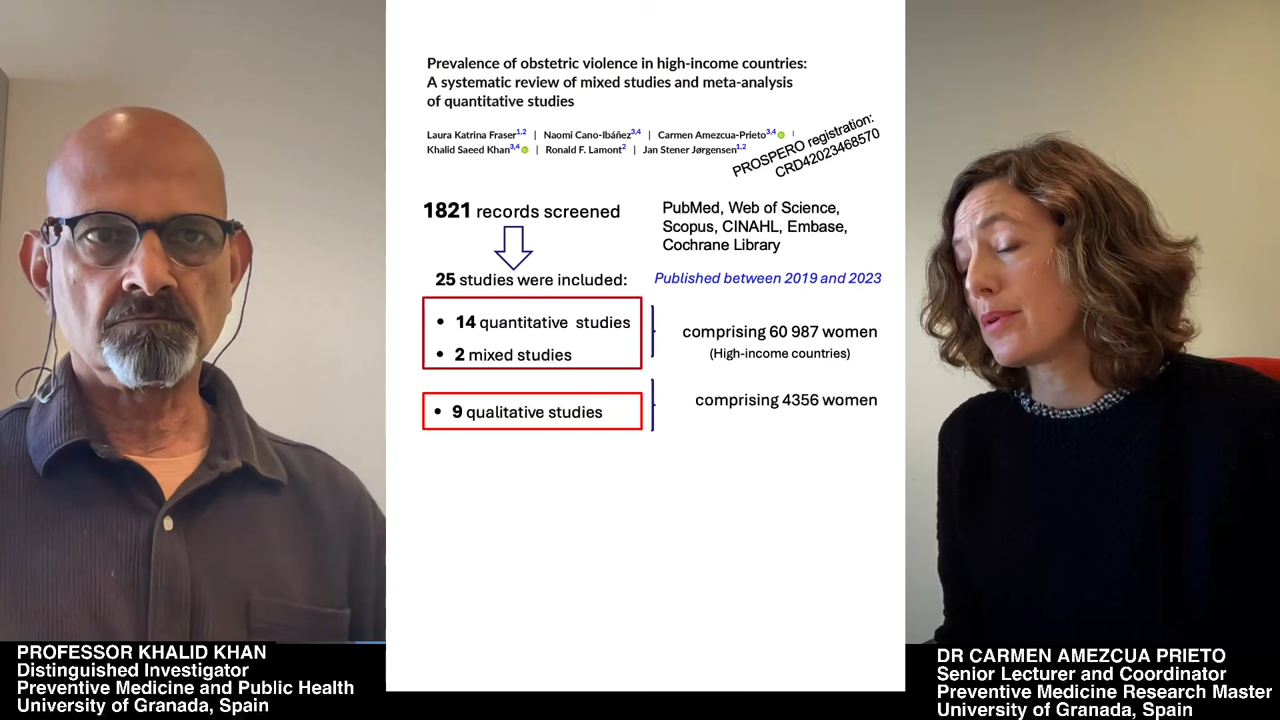 Prevalence of obstetric violence in high-income countries:
A systematic review of mixed studies and meta-analysis
of quantitative studies
Laura Katrina Fraser1,2 | Naomi Cano-Ibáñez3,4 | Carmen Amezcua-Prieto3,4 |
Khalid Saeed Khan3,4 | Ronald F. Lamont2 | Jan Stener Jørgensen1,2
PROSPERO registration:
CRD42023468570
1821 records screened
PubMed, Web of Science,
Scopus, CINAHL, Embase,
Cochrane Library
25 studies were included:
Published between 2019 and 2023
• 14 quantitative studies
• 2 mixed studies
comprising 60 987 women
(High-income countries)
• 9 qualitative studies
comprising 4356 women
PROFESSOR KHALID KHAN
Distinguished Investigator
Preventive Medicine and Public Health
University of Granada, Spain
DR CARMEN AMEZCUA PRIETO
Senior Lecturer and Coordinator
Preventive Medicine Research Master
University of Granada, Spain